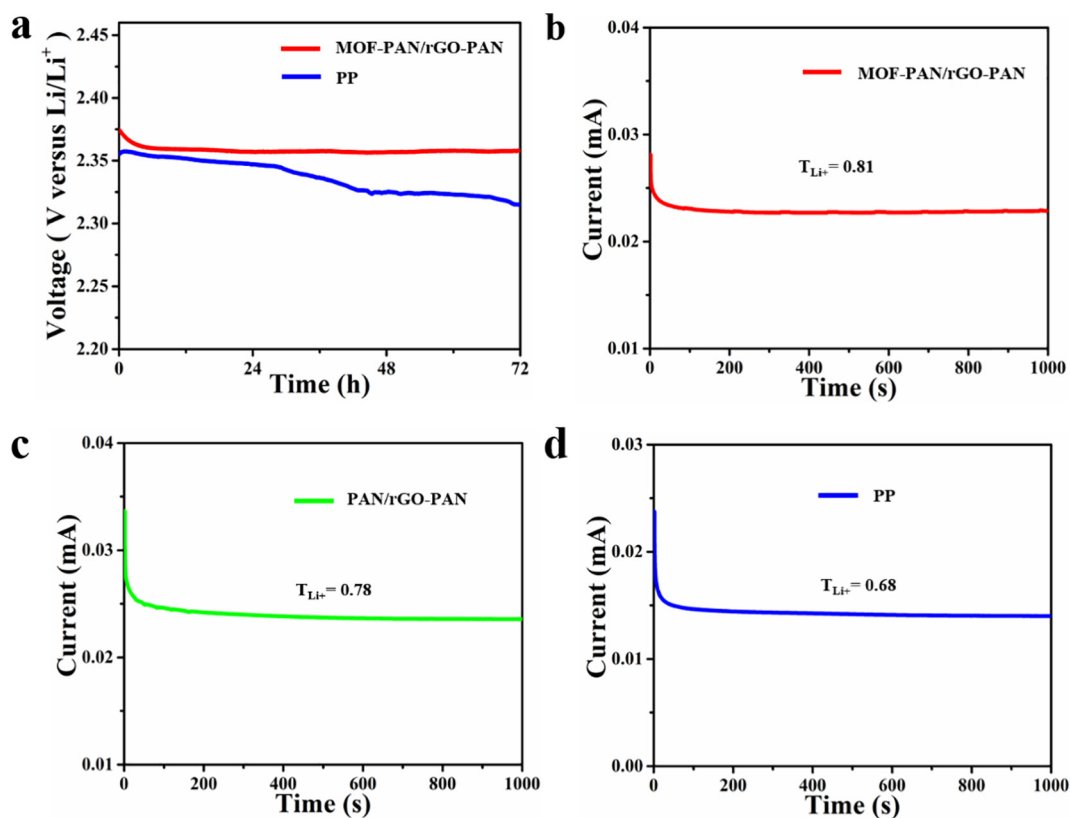 a
2.45
2.40
2.35
2.30
2.25
2.20
Voltage ( V versus Li/Li⁺)
MOF-PAN/rGO-PAN
PP
0 24 48 72
Time (h)
b
0.04
0.03
0.02
0.01
Current (mA)
MOF-PAN/rGO-PAN
T_Li+ = 0.81
0 200 400 600 800 1000
Time (s)
c
0.04
0.03
0.02
0.01
Current (mA)
PAN/rGO-PAN
T_Li+ = 0.78
0 200 400 600 800 1000
Time (s)
d
0.03
0.02
0.01
0.00
Current (mA)
PP
T_Li+ = 0.68
0 200 400 600 800 1000
Time (s)